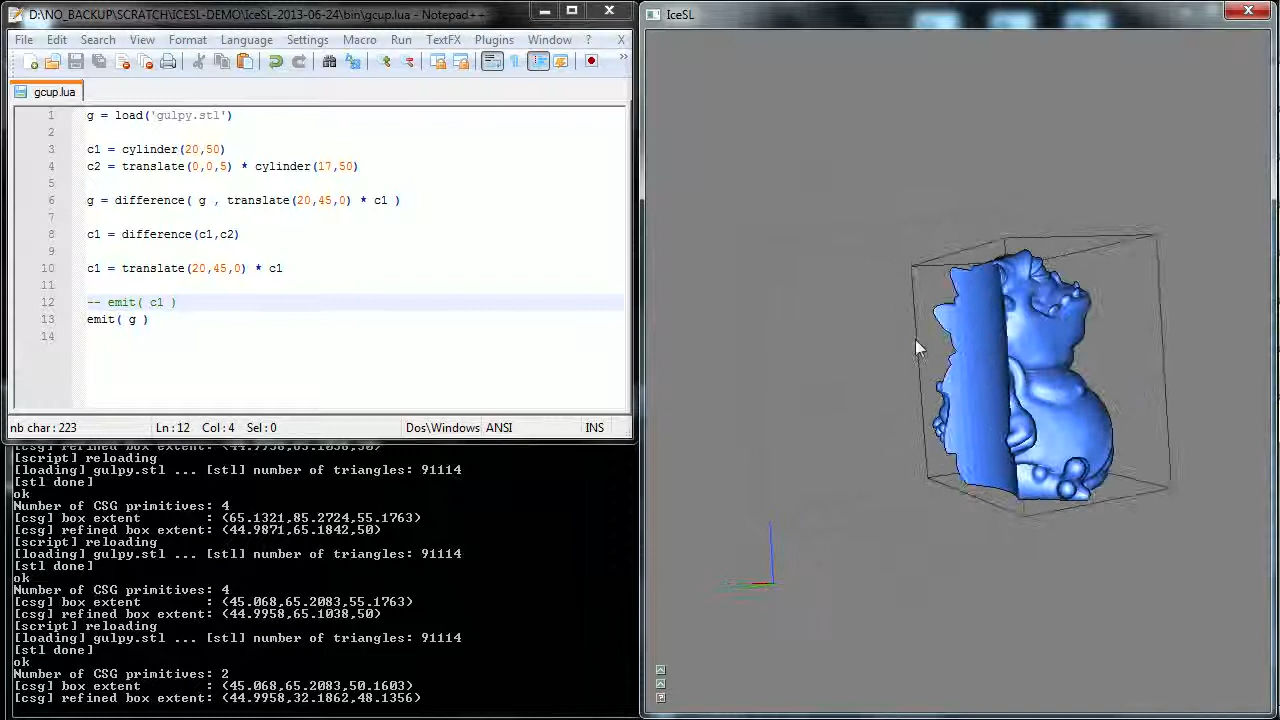 D:\NO_BACKUP\SCRATCH\ICESL-DEMO\IceSL-2013-06-24\bin\gcup.lua - Notepad++
File Edit Search View Format Language Settings Macro Run TextFX Plugins Window ? X
gcup.lua
1 g = load('gulpy.stl')
2
3 c1 = cylinder(20,50)
4 c2 = translate(0,0,5) * cylinder(17,50)
5
6 g = difference( g , translate(20,45,0) * c1 )
7
8 c1 = difference(c1,c2)
9
10 c1 = translate(20,45,0) * c1
11
12 -- emit( c1 )
13 emit( g )
14
nb char : 223 Ln : 12 Col : 4 Sel : 0 Dos\Windows ANSI INS
[csg] refined box extent: (44.9958,65.1038,50)
[script] reloading
[loading] gulpy.stl ... [stl] number of triangles: 91114
[stl done]
ok
Number of CSG primitives: 4
[csg] box extent : (65.1321,85.2724,55.1763)
[csg] refined box extent: (44.9871,65.1842,50)
[script] reloading
[loading] gulpy.stl ... [stl] number of triangles: 91114
[stl done]
ok
Number of CSG primitives: 4
[csg] box extent : (45.068,65.2083,55.1763)
[csg] refined box extent: (44.9958,65.1038,50)
[script] reloading
[loading] gulpy.stl ... [stl] number of triangles: 91114
[stl done]
ok
Number of CSG primitives: 2
[csg] box extent : (45.068,65.2083,50.1603)
[csg] refined box extent: (44.9958,32.1862,48.1356)
IceSL